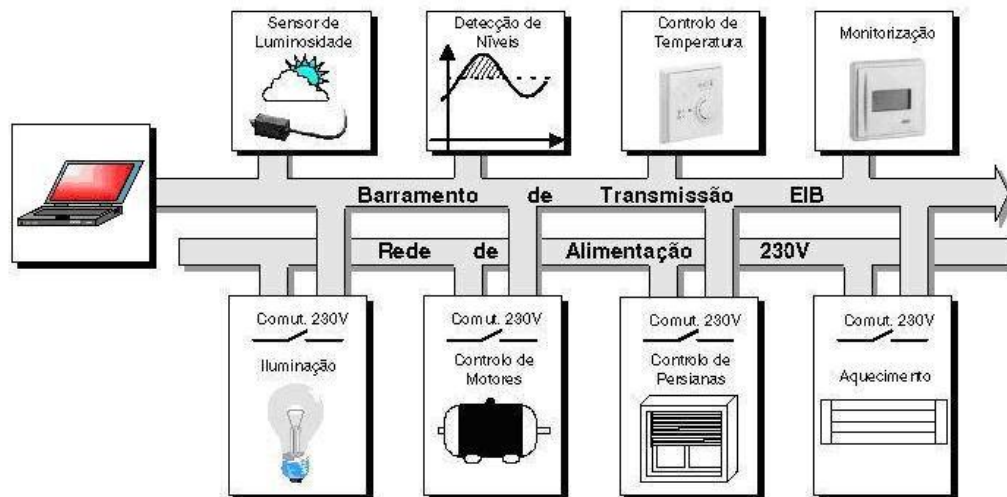 Sensor de
Luminosidade
Detecção de
Níveis
Controlo de
Temperatura
Monitorização
Barramento de Transmissão EIB
Rede de Alimentação 230V
Comut. 230V
Iluminação
Comut. 230V
Controlo de
Motores
Comut. 230V
Controlo de
Persianas
Comut. 230V
Aquecimento